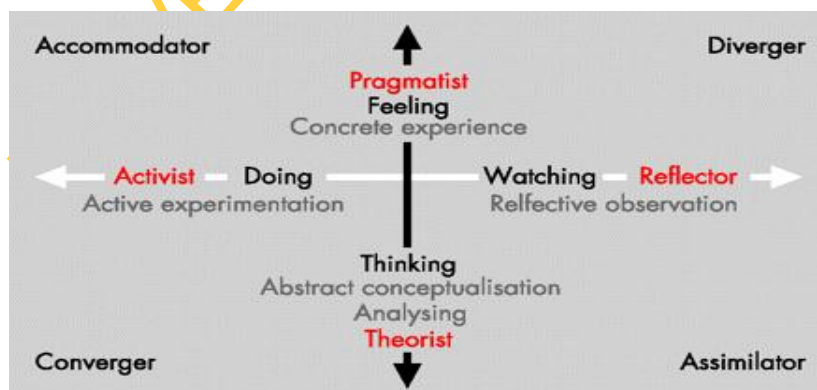 Accommodator
Diverger
Pragmatist
Feeling
Concrete experience
Activist Doing
Active experimentation
Watching Reflector
Relfective observation
Thinking
Abstract conceptualisation
Analysing
Theorist
Converger
Assimilator